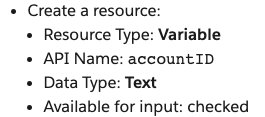 • Create a resource:
• Resource Type: Variable
• API Name: accountID
• Data Type: Text
• Available for input: checked